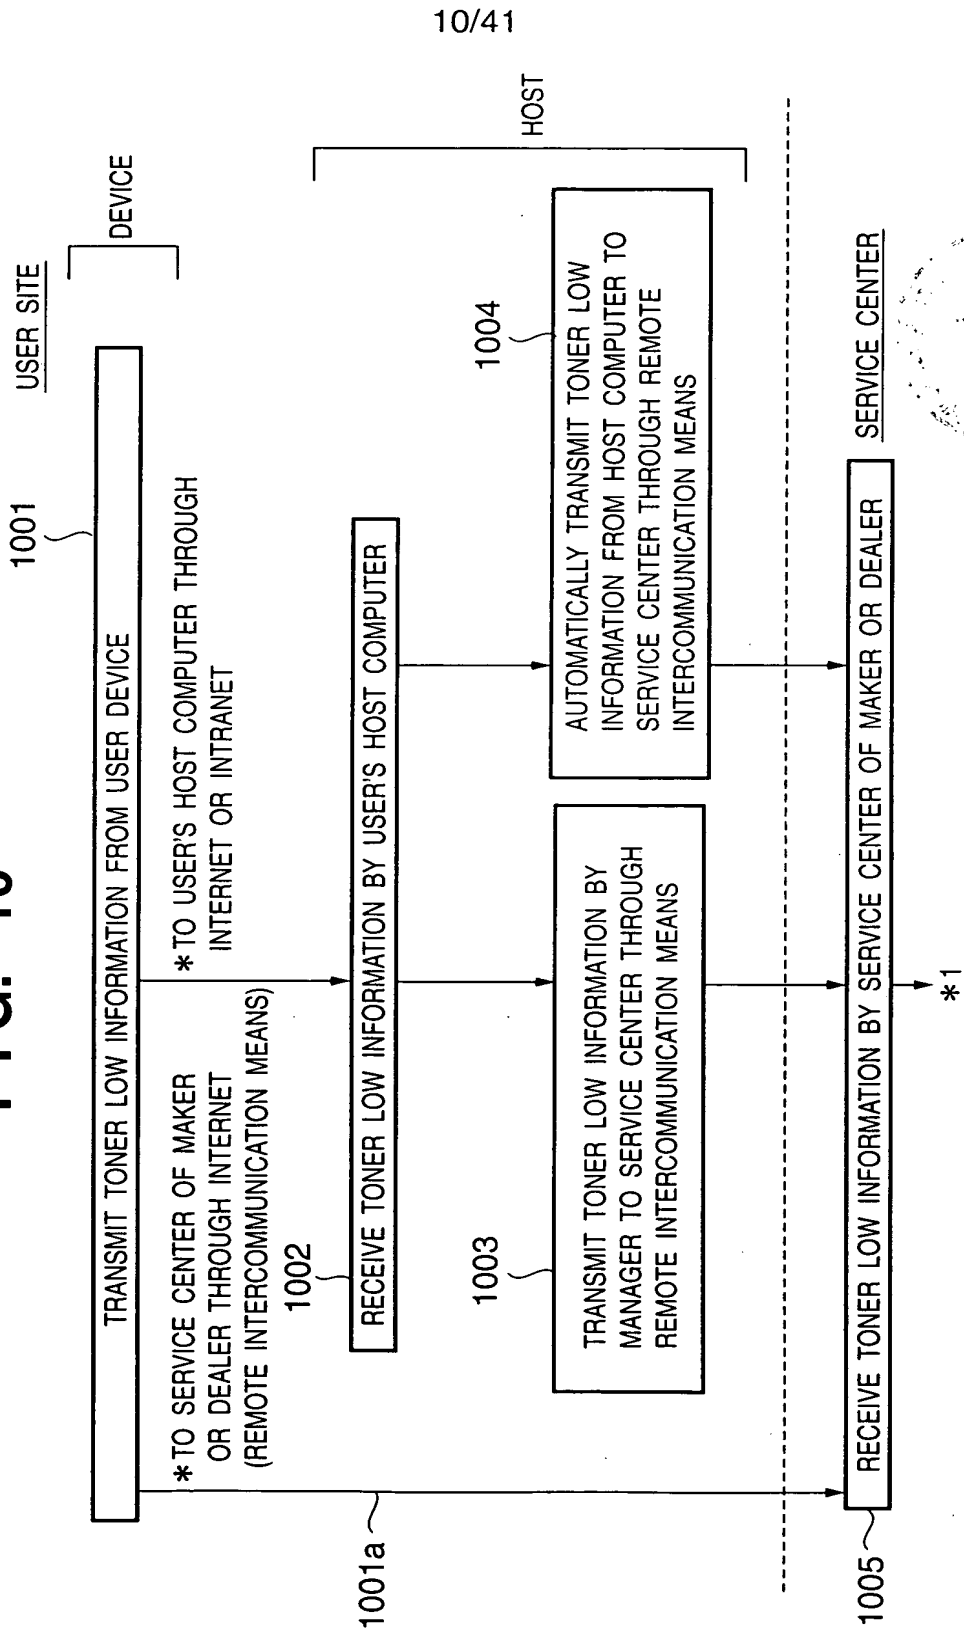 10/41
USER SITE
DEVICE
1001
TRANSMIT TONER LOW INFORMATION FROM USER DEVICE
*TO SERVICE CENTER OF MAKER
OR DEALER THROUGH INTERNET
(REMOTE INTERCOMMUNICATION MEANS)
*TO USER'S HOST COMPUTER THROUGH
INTERNET OR INTRANET
1001a
1002
RECEIVE TONER LOW INFORMATION BY USER'S HOST COMPUTER
HOST
1003
TRANSMIT TONER LOW INFORMATION BY
MANAGER TO SERVICE CENTER THROUGH
REMOTE INTERCOMMUNICATION MEANS
1004
AUTOMATICALLY TRANSMIT TONER LOW
INFORMATION FROM HOST COMPUTER TO
SERVICE CENTER THROUGH REMOTE
INTERCOMMUNICATION MEANS
SERVICE CENTER
1005
RECEIVE TONER LOW INFORMATION BY SERVICE CENTER OF MAKER OR DEALER
*1